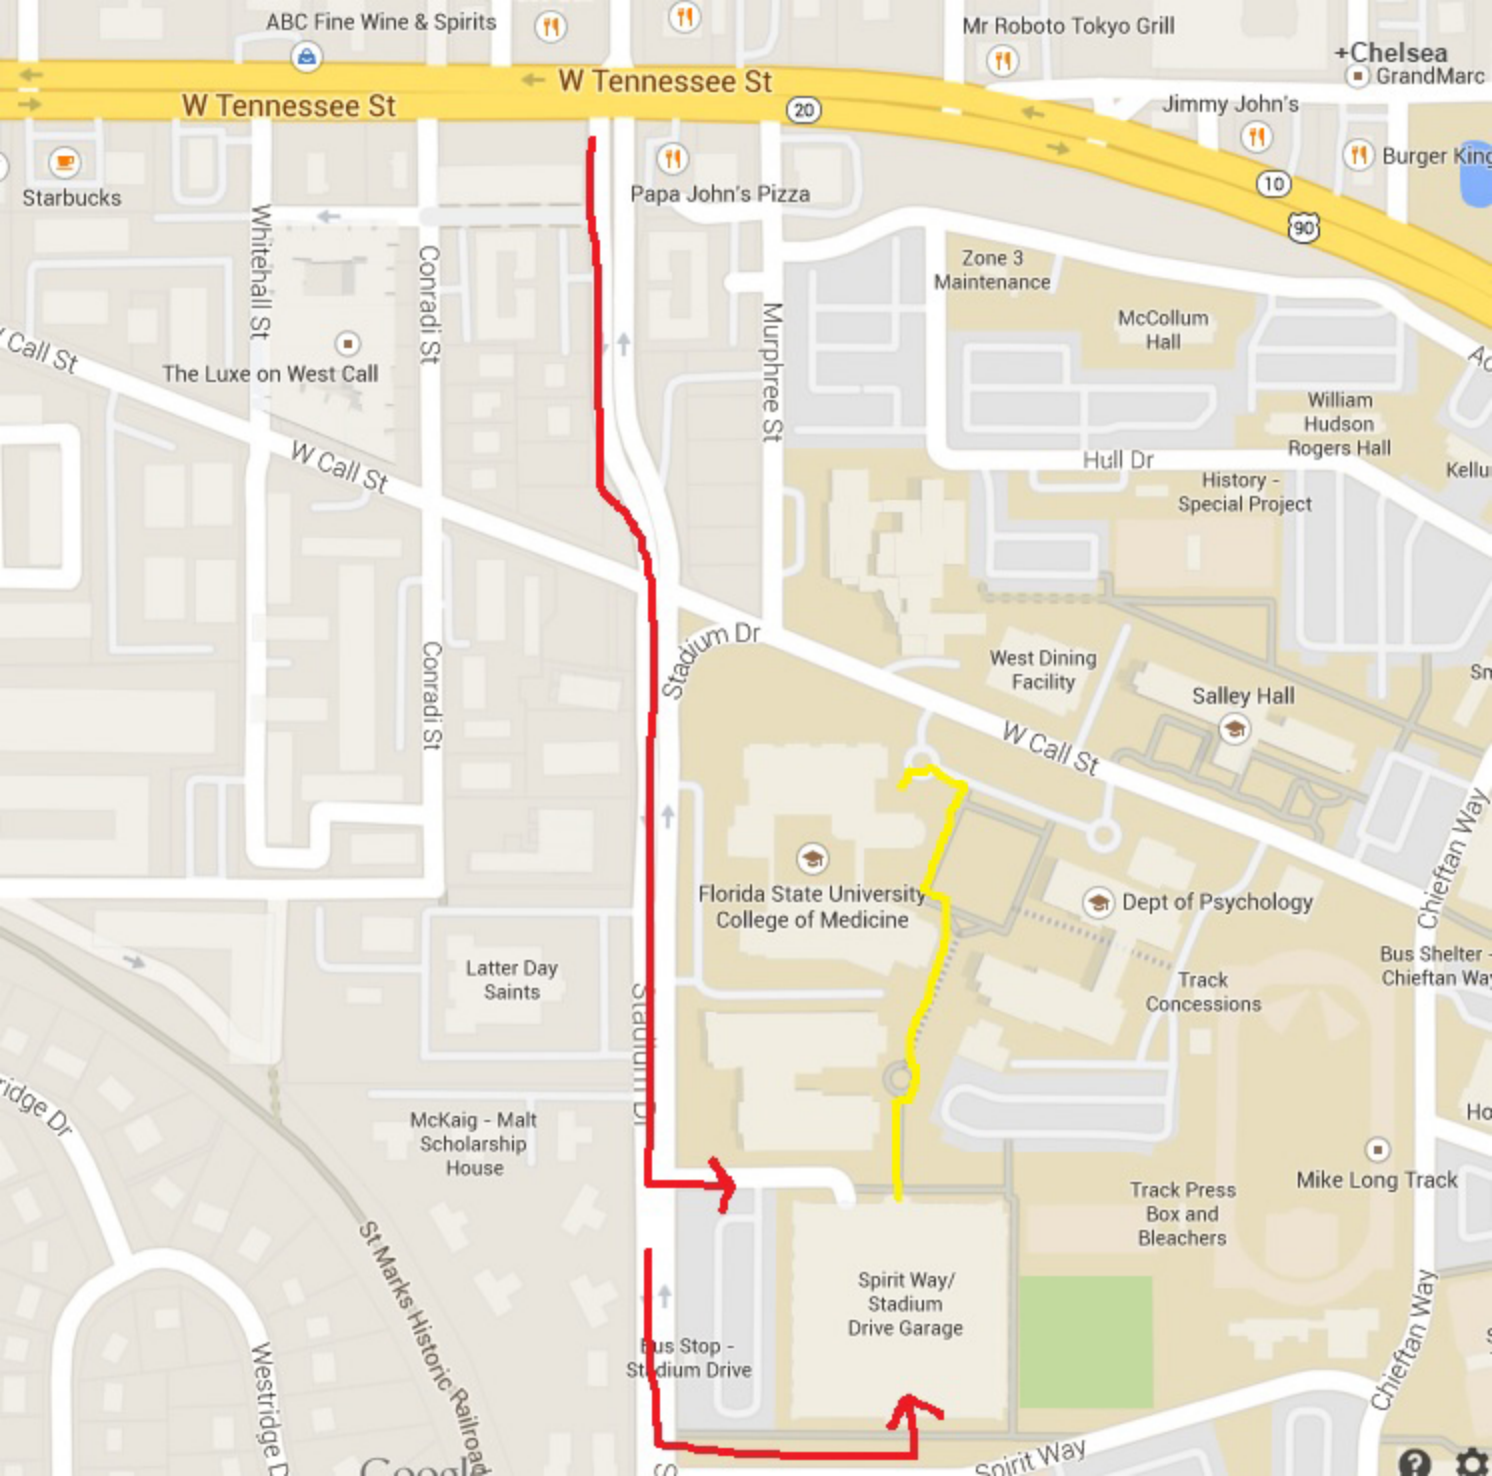 ABC Fine Wine & Spirits
Mr Roboto Tokyo Grill
+Chelsea
GrandMarc
W Tennessee St
W Tennessee St
20
Jimmy John's
Burger King
Starbucks
Papa John's Pizza
10
90
Whitehall St
Conradi St
Zone 3
Maintenance
Murphree St
McCollum
Hall
W Call St
The Luxe on West Call
William
Hudson
Rogers Hall
W Call St
Hull Dr
History -
Special Project
Stadium Dr
West Dining
Facility
Salley Hall
Conradi St
W Call St
Chieftan Way
Florida State University
College of Medicine
Dept of Psychology
Latter Day
Saints
Bus Shelter -
Chieftan Way
Track
Concessions
Stadium Dr
ridge Dr
McKaig - Malt
Scholarship
House
Mike Long Track
Track Press
Box and
Bleachers
Spirit Way/
Stadium
Drive Garage
St Marks Historic Railroad
Bus Stop -
Stadium Drive
Chieftan Way
Westridge D
Spirit Way
Google
?